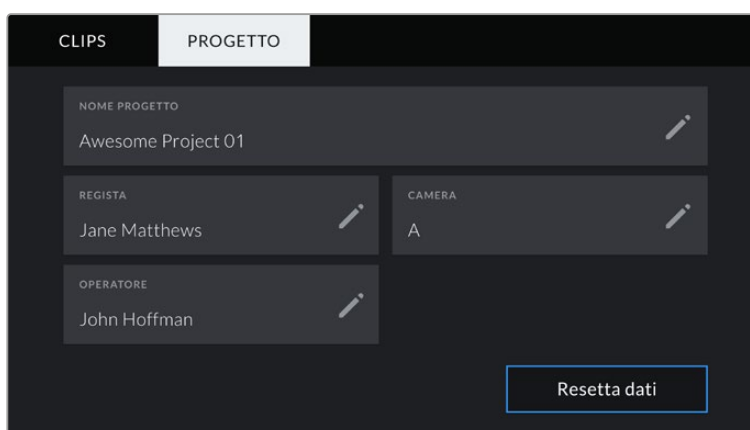 CLIPS PROGETTO
NOME PROGETTO
Awesome Project 01
REGISTA CAMERA
Jane Matthews A
OPERATORE
John Hoffman
Resetta dati